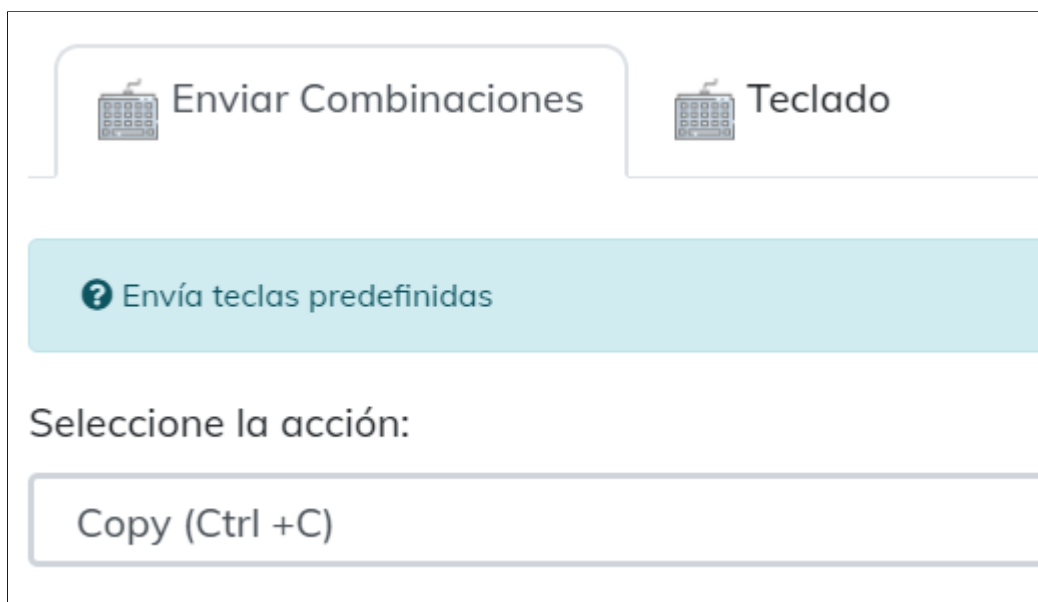 Enviar Combinaciones Teclado
Envía teclas predefinidas
Seleccione la acción:
Copy (Ctrl +C)